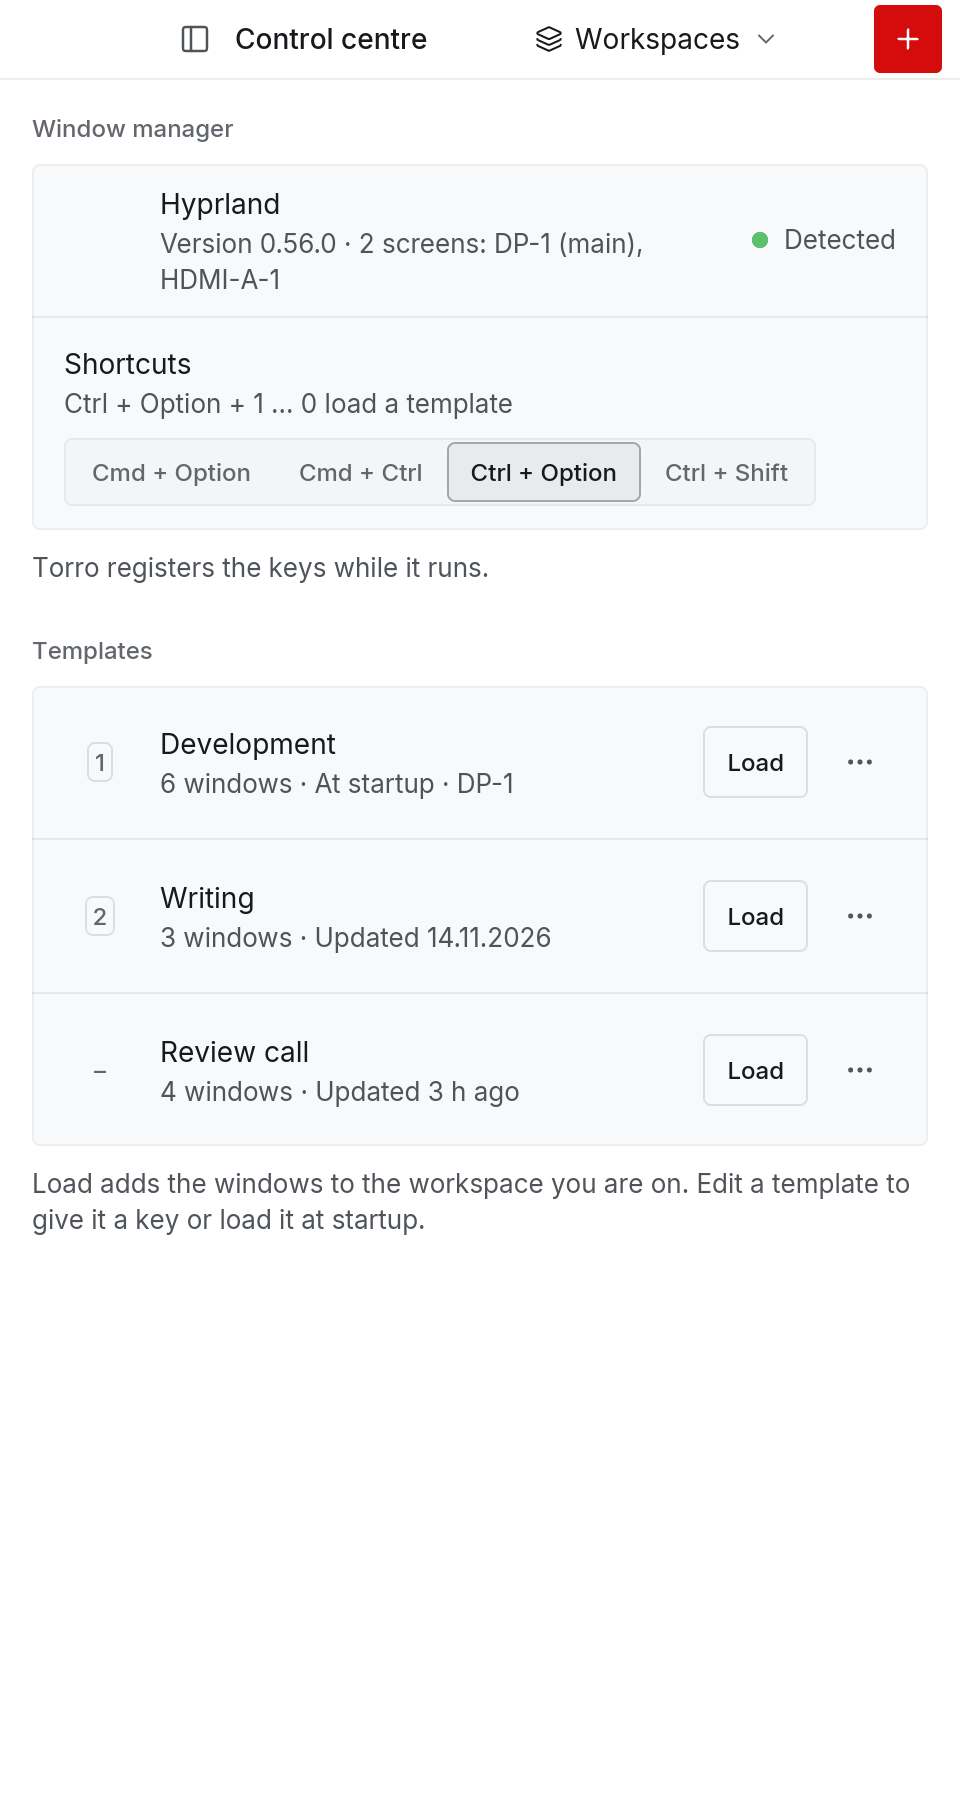 Control centre
Workspaces
Window manager
Hyprland
Version 0.56.0 · 2 screens: DP-1 (main),
HDMI-A-1
Detected
Shortcuts
Ctrl + Option + 1 … 0 load a template
Cmd + Option
Cmd + Ctrl
Ctrl + Option
Ctrl + Shift
Torro registers the keys while it runs.
Templates
1
Development
6 windows · At startup · DP-1
Load
2
Writing
3 windows · Updated 14.11.2026
Load
–
Review call
4 windows · Updated 3 h ago
Load
Load adds the windows to the workspace you are on. Edit a template to
give it a key or load it at startup.